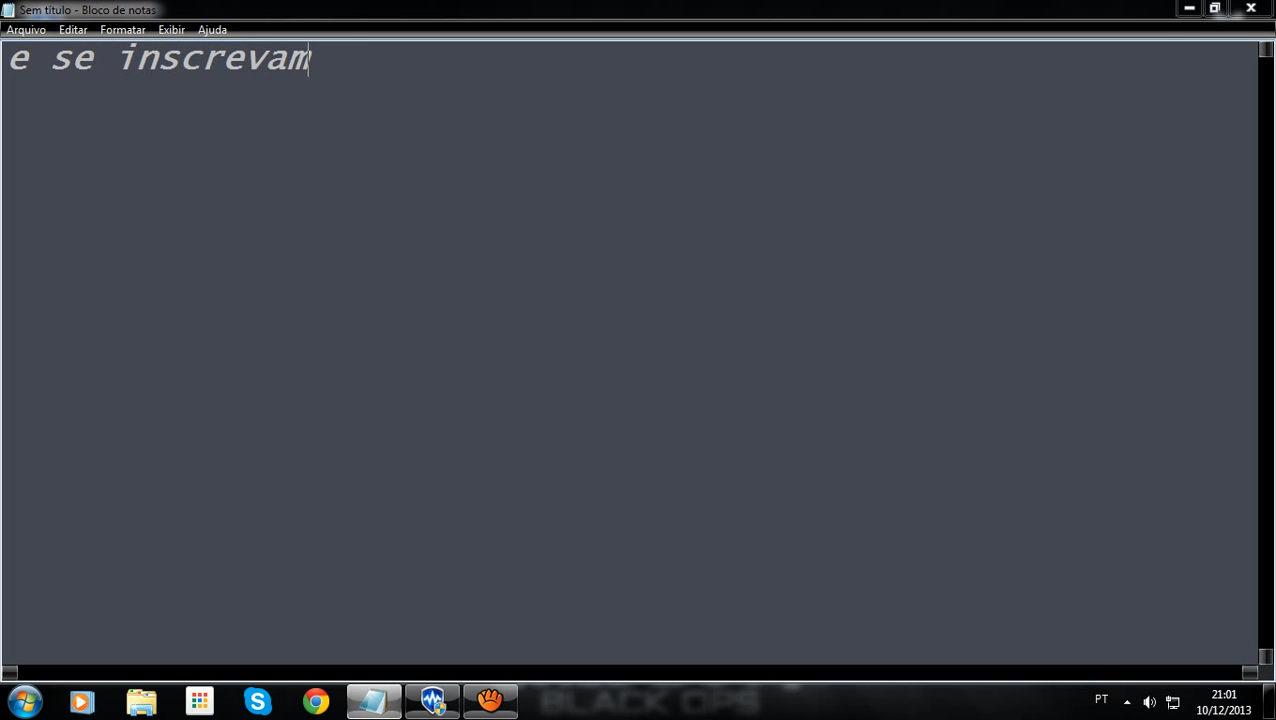 Sem título - Bloco de notas
Arquivo Editar Formatar Exibir Ajuda
e se inscrevam
PT
21:01
10/12/2013